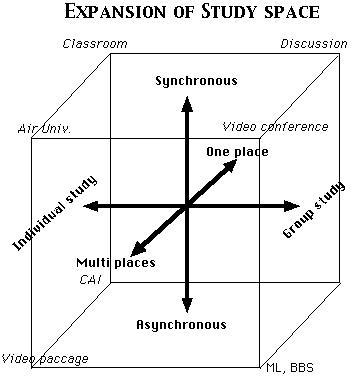 EXPANSION OF STUDY SPACE
Classroom
Discussion
Synchronous
Air Univ.
Video conference
One place
Individual study
Group study
Multi places
CAI
Asynchronous
Video paccage
ML, BBS